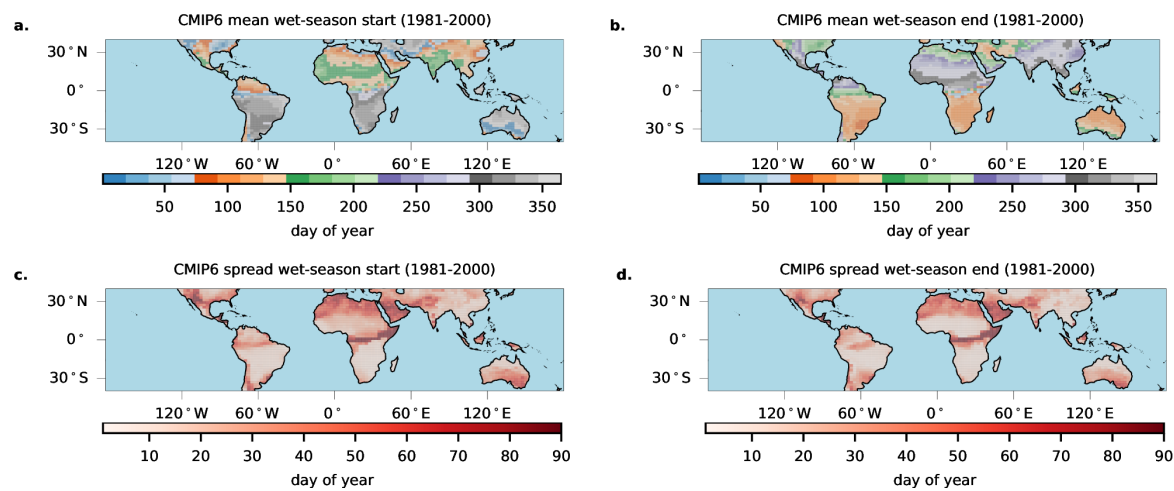 a.
CMIP6 mean wet-season start (1981-2000)
30° N
0°
30° S
120° W 60° W 0° 60° E 120° E
50 100 150 200 250 300 350
day of year
b.
CMIP6 mean wet-season end (1981-2000)
30° N
0°
30° S
120° W 60° W 0° 60° E 120° E
50 100 150 200 250 300 350
day of year
c.
CMIP6 spread wet-season start (1981-2000)
30° N
0°
30° S
120° W 60° W 0° 60° E 120° E
10 20 30 40 50 60 70 80 90
day of year
d.
CMIP6 spread wet-season end (1981-2000)
30° N
0°
30° S
120° W 60° W 0° 60° E 120° E
10 20 30 40 50 60 70 80 90
day of year